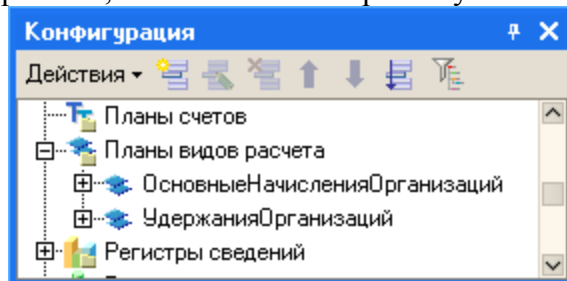 Конфигурация
Действия
Планы счетов
Планы видов расчета
ОсновныеНачисленияОрганизаций
УдержанияОрганизаций
Регистры сведений